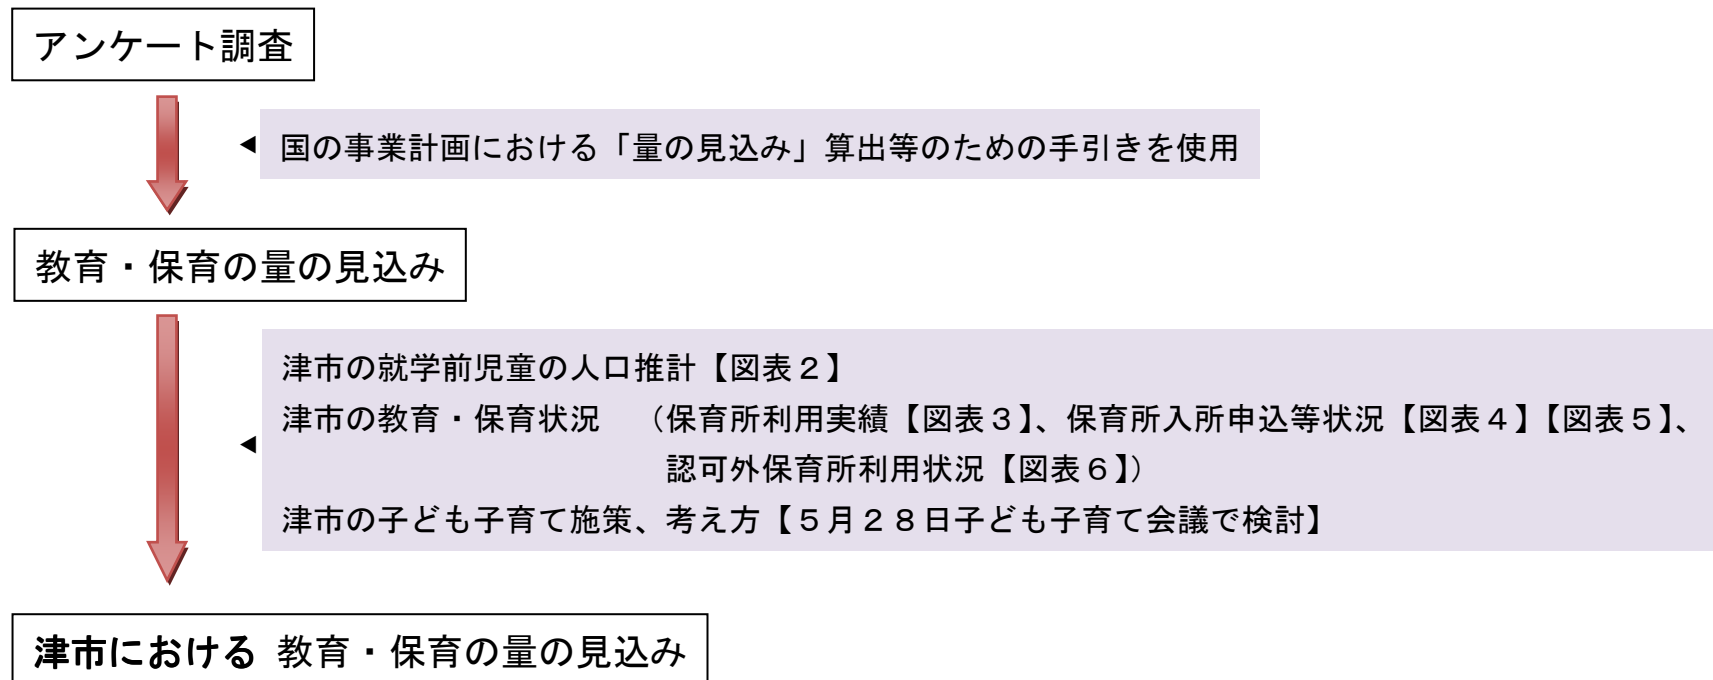 アンケート調査
国の事業計画における「量の見込み」算出等のための手引きを使用
教育・保育の量の見込み
津市の就学前児童の人口推計【図表２】
津市の教育・保育状況　（保育所利用実績【図表３】、保育所入所申込等状況【図表４】【図表５】、
認可外保育所利用状況【図表６】）
津市の子ども子育て施策、考え方【５月２８日子ども子育て会議で検討】
津市における 教育・保育の量の見込み